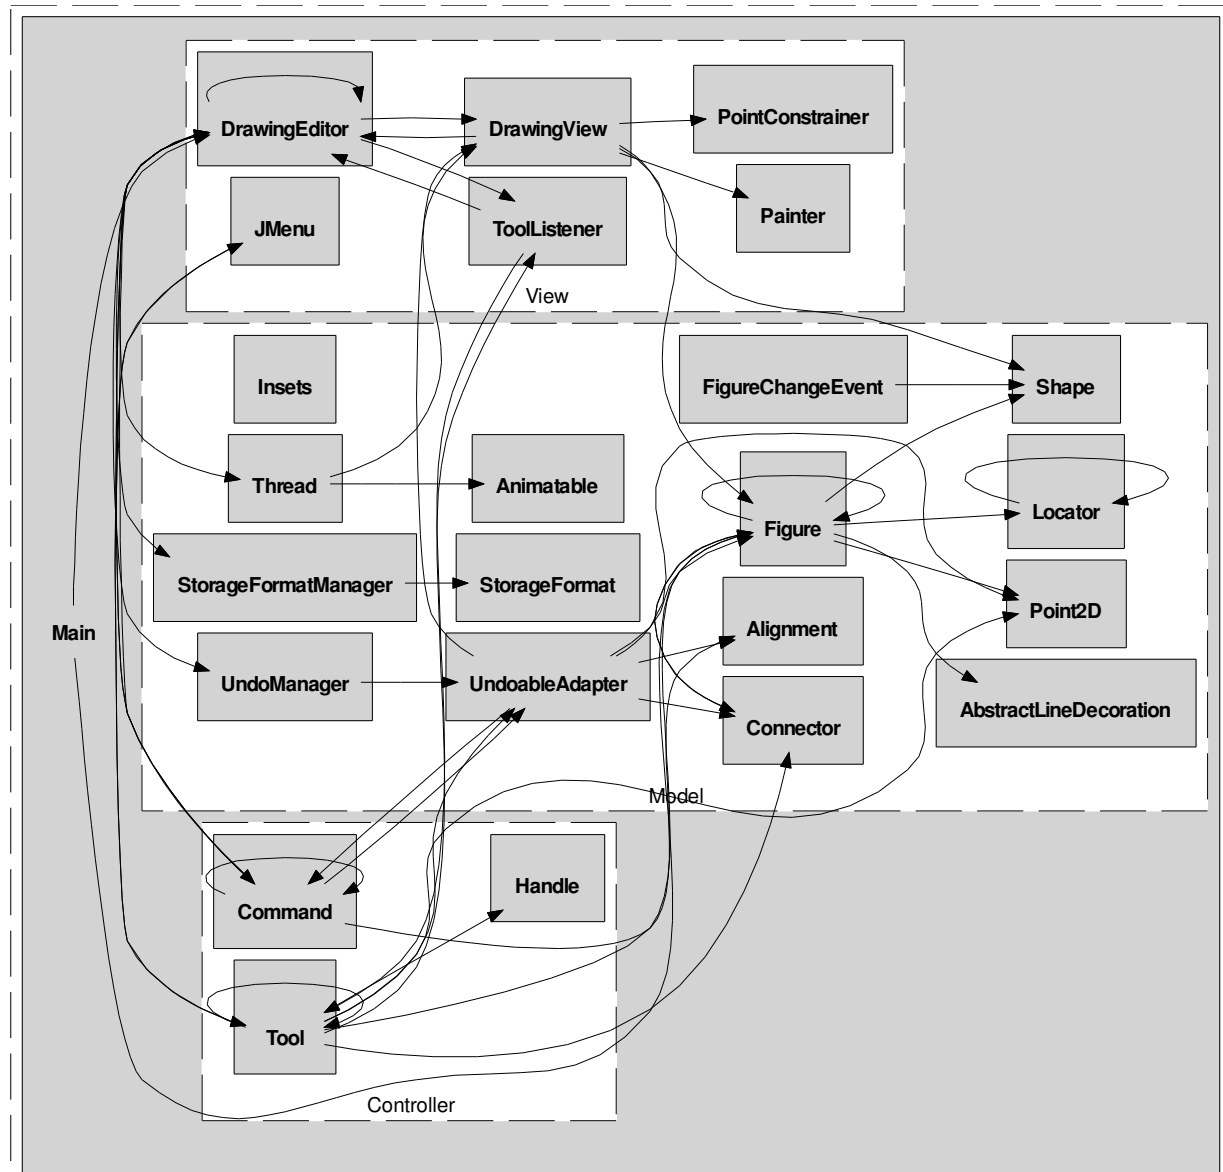 DrawingEditor
DrawingView
PointConstrainer
JMenu
ToolListener
Painter
View
Insets
FigureChangeEvent
Shape
Thread
Animatable
Figure
Locator
StorageFormatManager
StorageFormat
Alignment
Point2D
Main
UndoManager
UndoableAdapter
Connector
AbstractLineDecoration
Model
Command
Handle
Tool
Controller